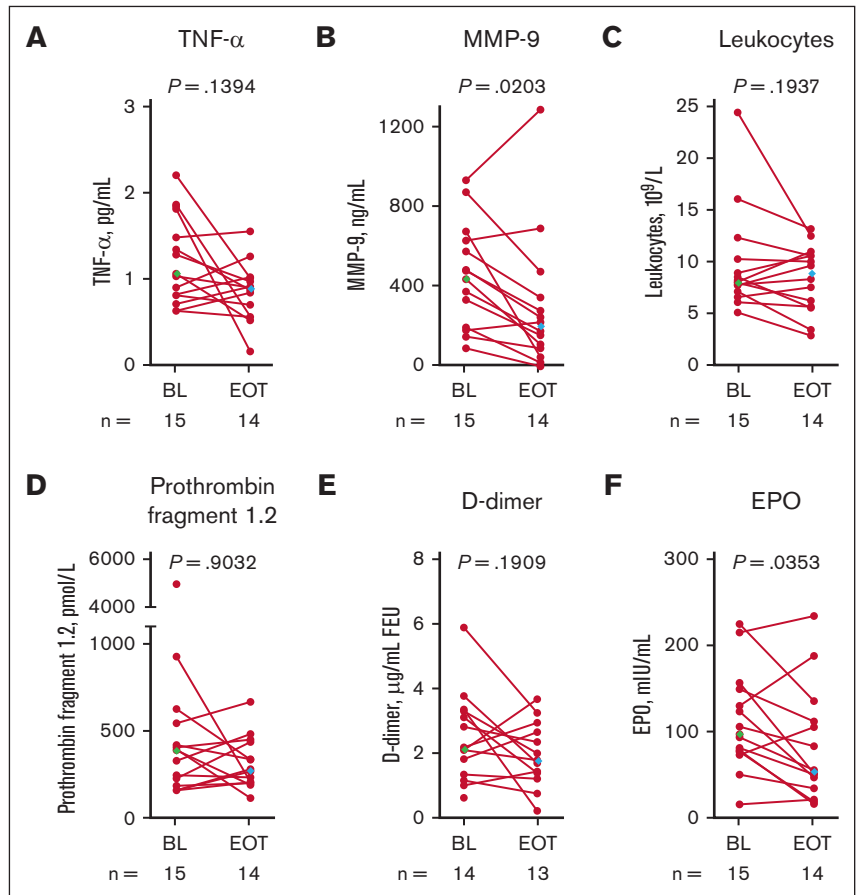 A TNF-α
P = .1394
TNF-α, pg/mL
3
2
1
0
BL EOT
n = 15 14
B MMP-9
P = .0203
MMP-9, ng/mL
1200
800
400
0
BL EOT
15 14
C Leukocytes
P = .1937
Leukocytes, 10⁹/L
25
20
15
10
5
0
BL EOT
15 14
D Prothrombin
fragment 1.2
P = .9032
Prothrombin fragment 1.2, pmol/L
6000
4000
1000
500
0
BL EOT
n = 15 14
E D-dimer
P = .1909
D-dimer, μg/mL FEU
8
6
4
2
0
BL EOT
14 13
F EPO
P = .0353
EPO, mIU/mL
300
200
100
0
BL EOT
15 14